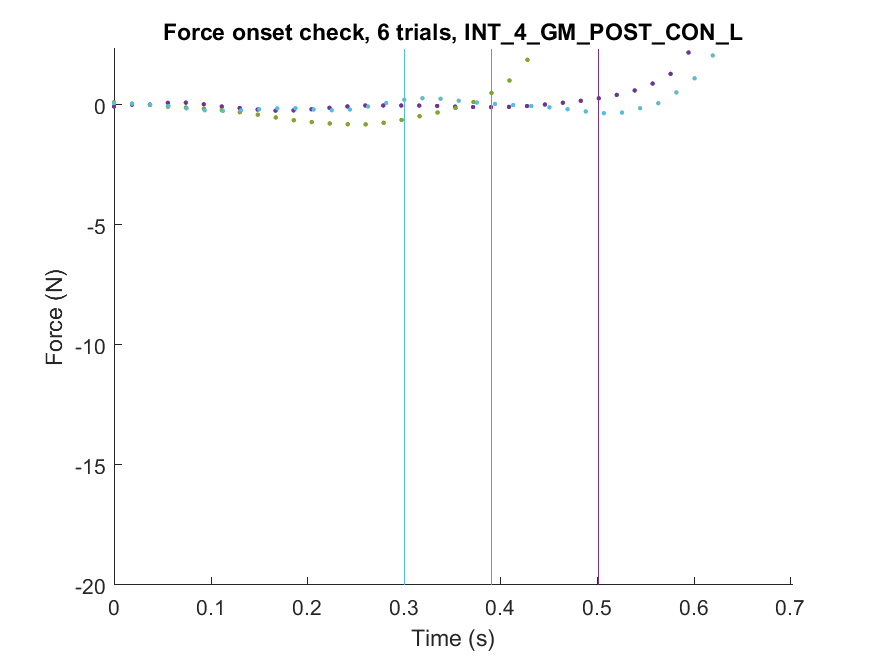 Force onset check, 6 trials, INT_4_GM_POST_CON_L
0
-5
-10
-15
-20
Force (N)
0 0.1 0.2 0.3 0.4 0.5 0.6 0.7
Time (s)